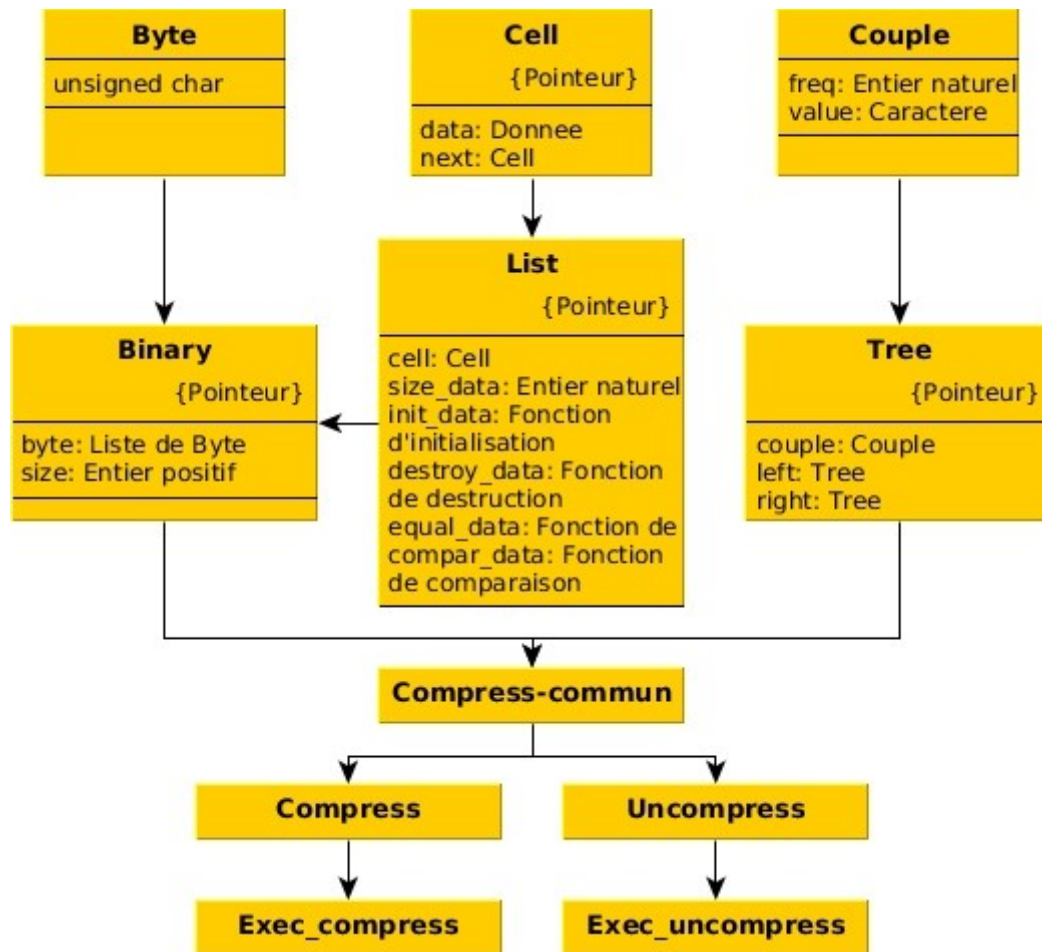 Byte
unsigned char
Cell
{Pointeur}
data: Donnee
next: Cell
Couple
freq: Entier naturel
value: Caractere
List
{Pointeur}
cell: Cell
size_data: Entier naturel
init_data: Fonction
d'initialisation
destroy_data: Fonction
de destruction
equal_data: Fonction de
compar_data: Fonction
de comparaison
Binary
{Pointeur}
byte: Liste de Byte
size: Entier positif
Tree
{Pointeur}
couple: Couple
left: Tree
right: Tree
Compress-commun
Compress
Uncompress
Exec_compress
Exec_uncompress